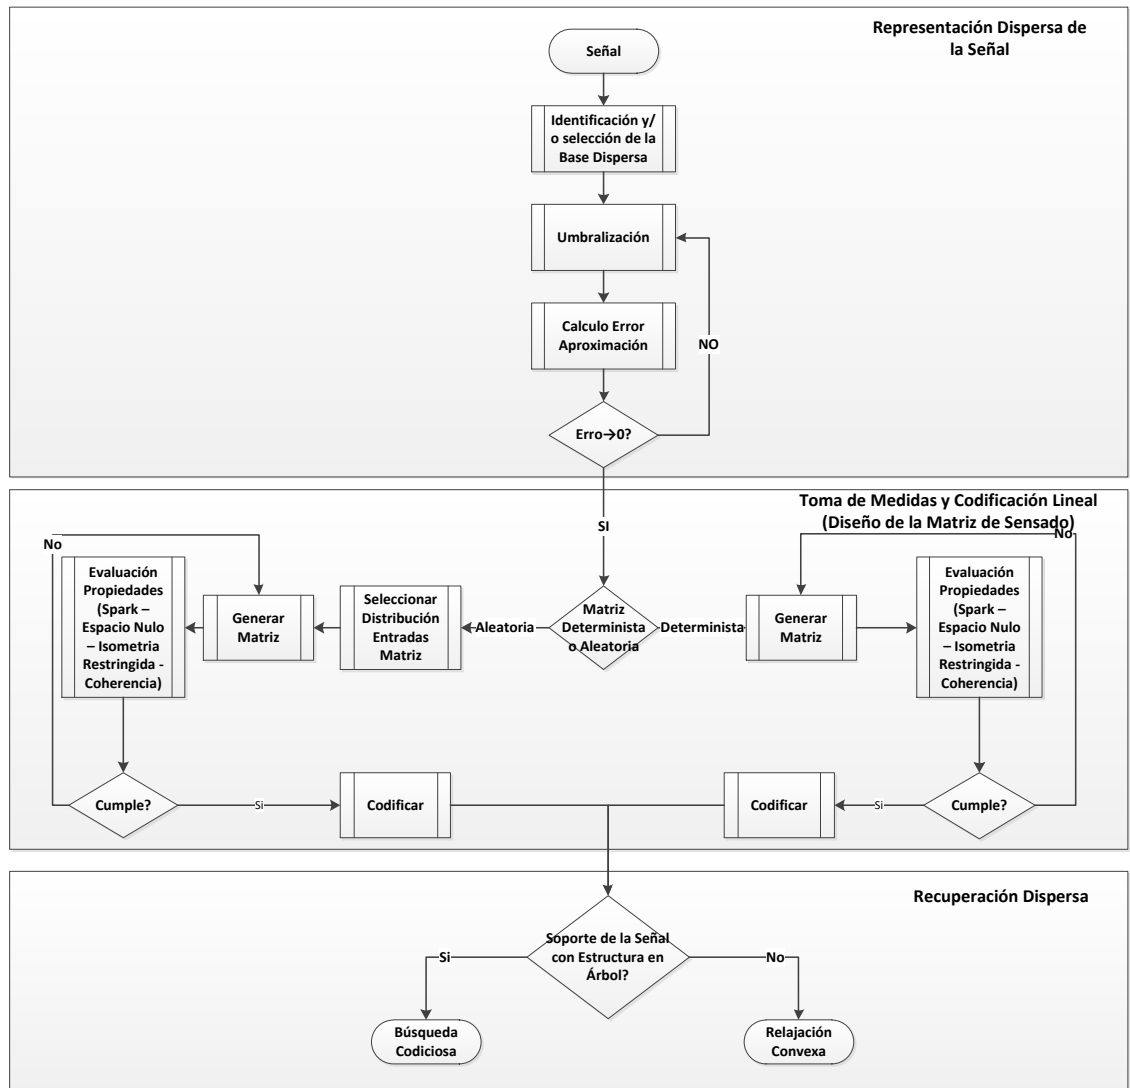 Representación Dispersa de
la Señal
Señal
Identificación y/
o selección de la
Base Dispersa
Umbralización
Calculo Error
Aproximación
NO
Erro→0?
Toma de Medidas y Codificación Lineal
(Diseño de la Matriz de Sensado)
SI
No
No
Evaluación
Propiedades
(Spark –
Espacio Nulo
– Isometria
Restringida -
Coherencia)
Generar
Matriz
Seleccionar
Distribución
Entradas
Matriz
Aleatoria
Matriz
Determinista
o Aleatoria
Determinista
Generar
Matriz
Evaluación
Propiedades
(Spark –
Espacio Nulo
– Isometria
Restringida -
Coherencia)
Cumple?
Si
Codificar
Codificar
Si
Cumple?
Recuperación Dispersa
Soporte de la Señal
con Estructura en
Árbol?
Si
No
Búsqueda
Codiciosa
Relajación
Convexa